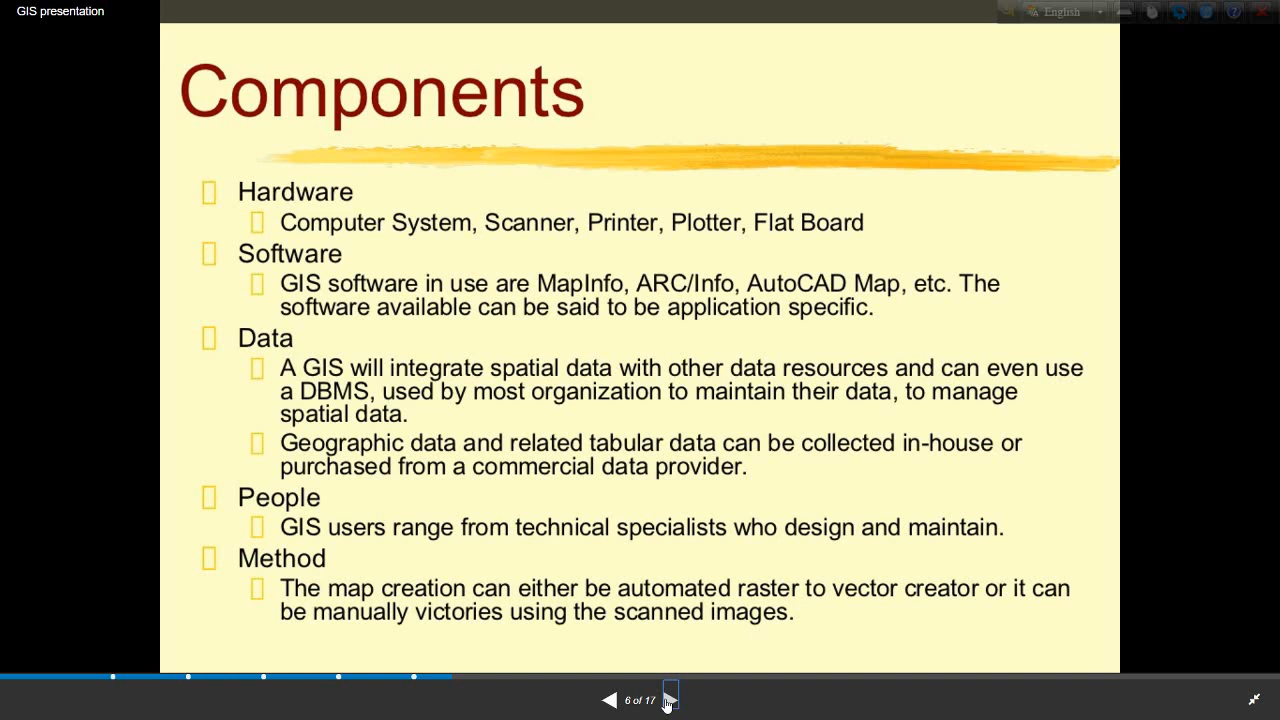 GIS presentation
English
Components
Hardware
Computer System, Scanner, Printer, Plotter, Flat Board
Software
GIS software in use are MapInfo, ARC/Info, AutoCAD Map, etc. The
software available can be said to be application specific.
Data
A GIS will integrate spatial data with other data resources and can even use
a DBMS, used by most organization to maintain their data, to manage
spatial data.
Geographic data and related tabular data can be collected in-house or
purchased from a commercial data provider.
People
GIS users range from technical specialists who design and maintain.
Method
The map creation can either be automated raster to vector creator or it can
be manually victories using the scanned images.
6 of 17